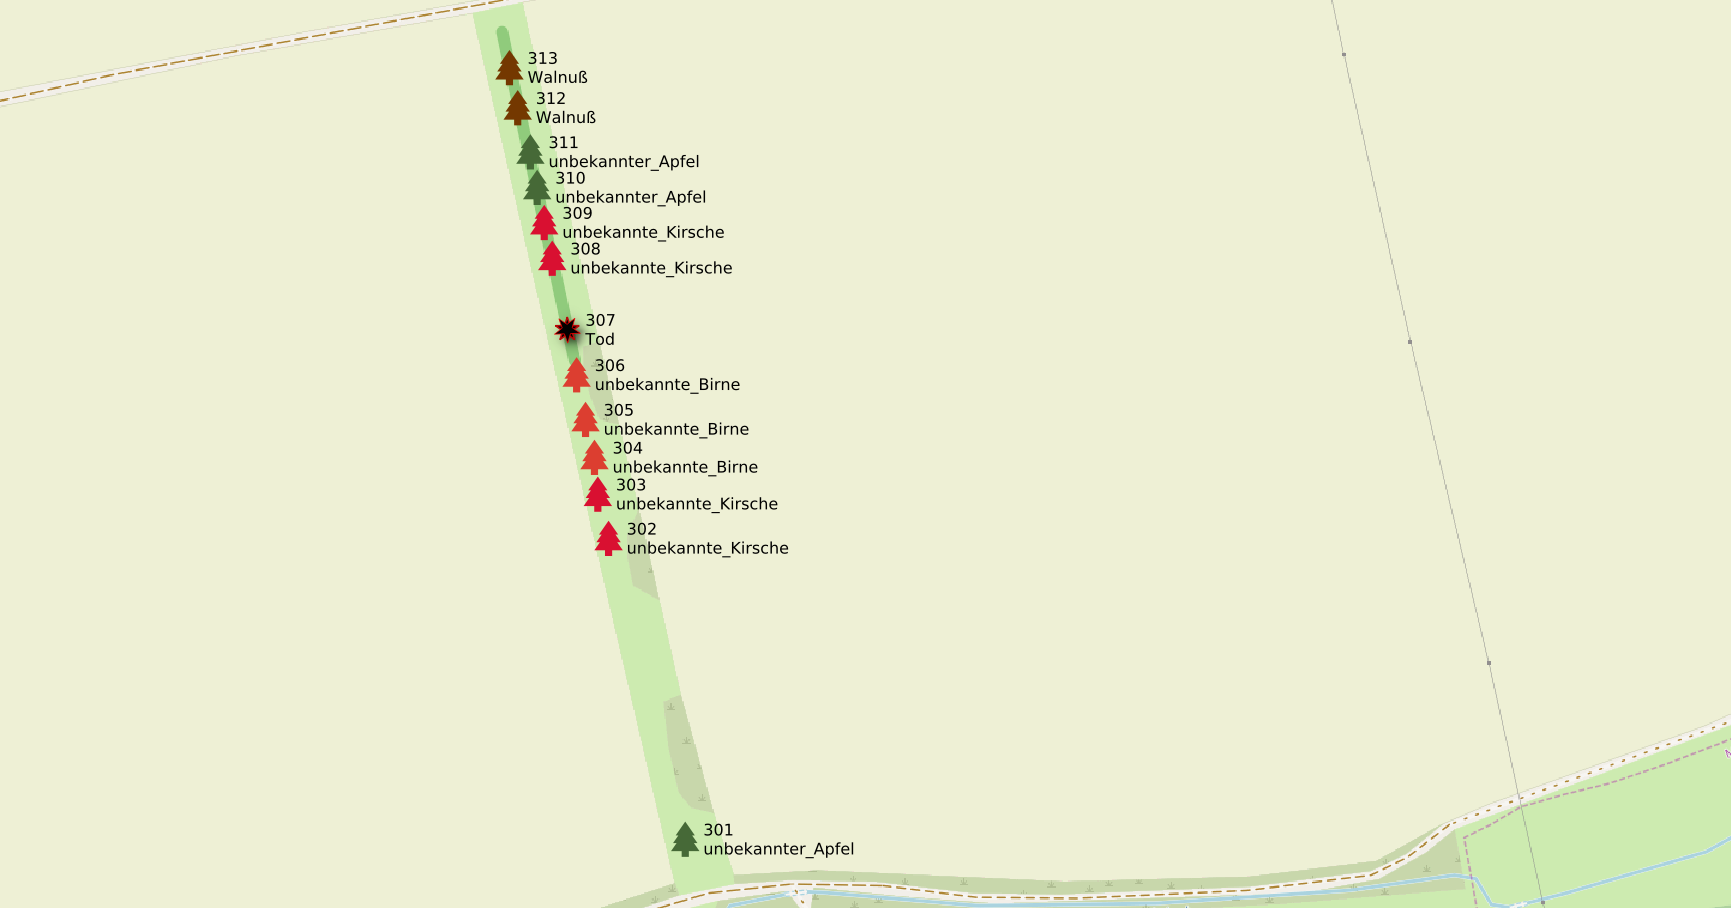 313
Walnuß
312
Walnuß
311
unbekannter_Apfel
310
unbekannter_Apfel
309
unbekannte_Kirsche
308
unbekannte_Kirsche
307
Tod
306
unbekannte_Birne
305
unbekannte_Birne
304
unbekannte_Birne
303
unbekannte_Kirsche
302
unbekannte_Kirsche
301
unbekannter_Apfel